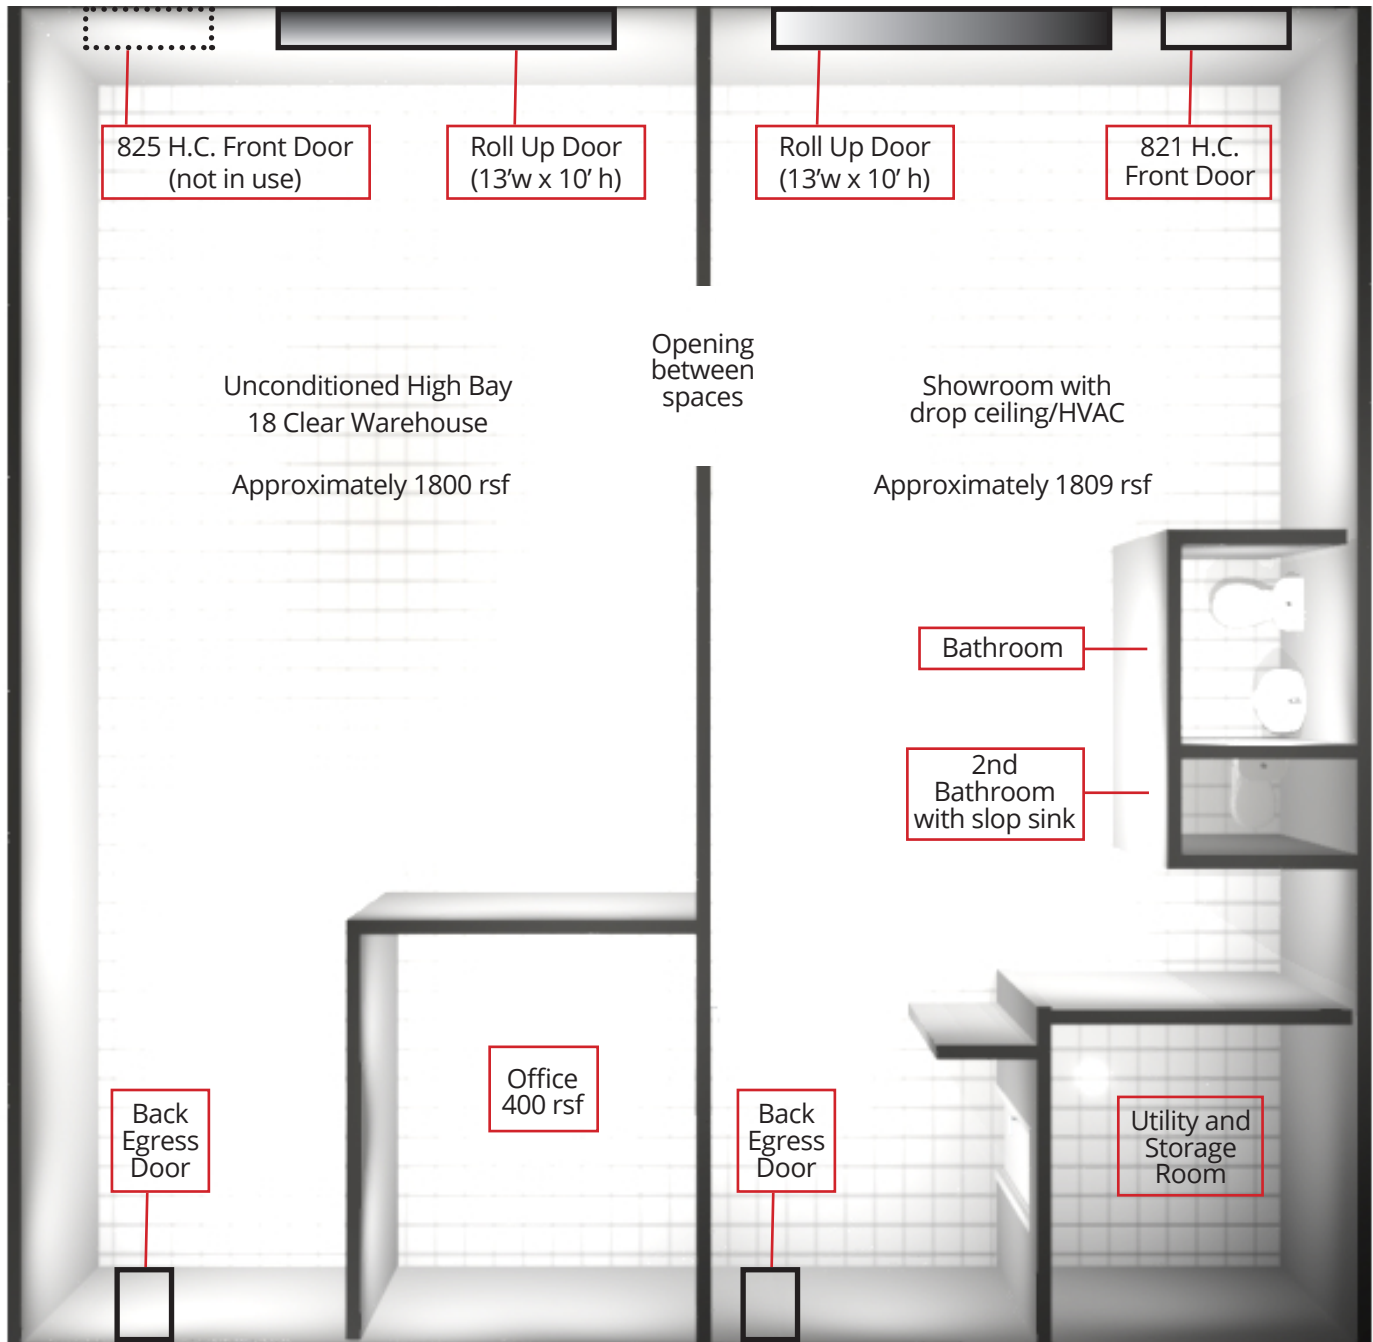 825 H.C. Front Door
(not in use)
Roll Up Door
(13'w x 10’ h)
Roll Up Door
(13'w x 10’ h)
821 H.C.
Front Door
Opening
between
spaces
Unconditioned High Bay
18 Clear Warehouse
Approximately 1800 rsf
Showroom with
drop ceiling/HVAC
Approximately 1809 rsf
Bathroom
2nd
Bathroom
with slop sink
Office
400 rsf
Back
Egress
Door
Back
Egress
Door
Utility and
Storage
Room